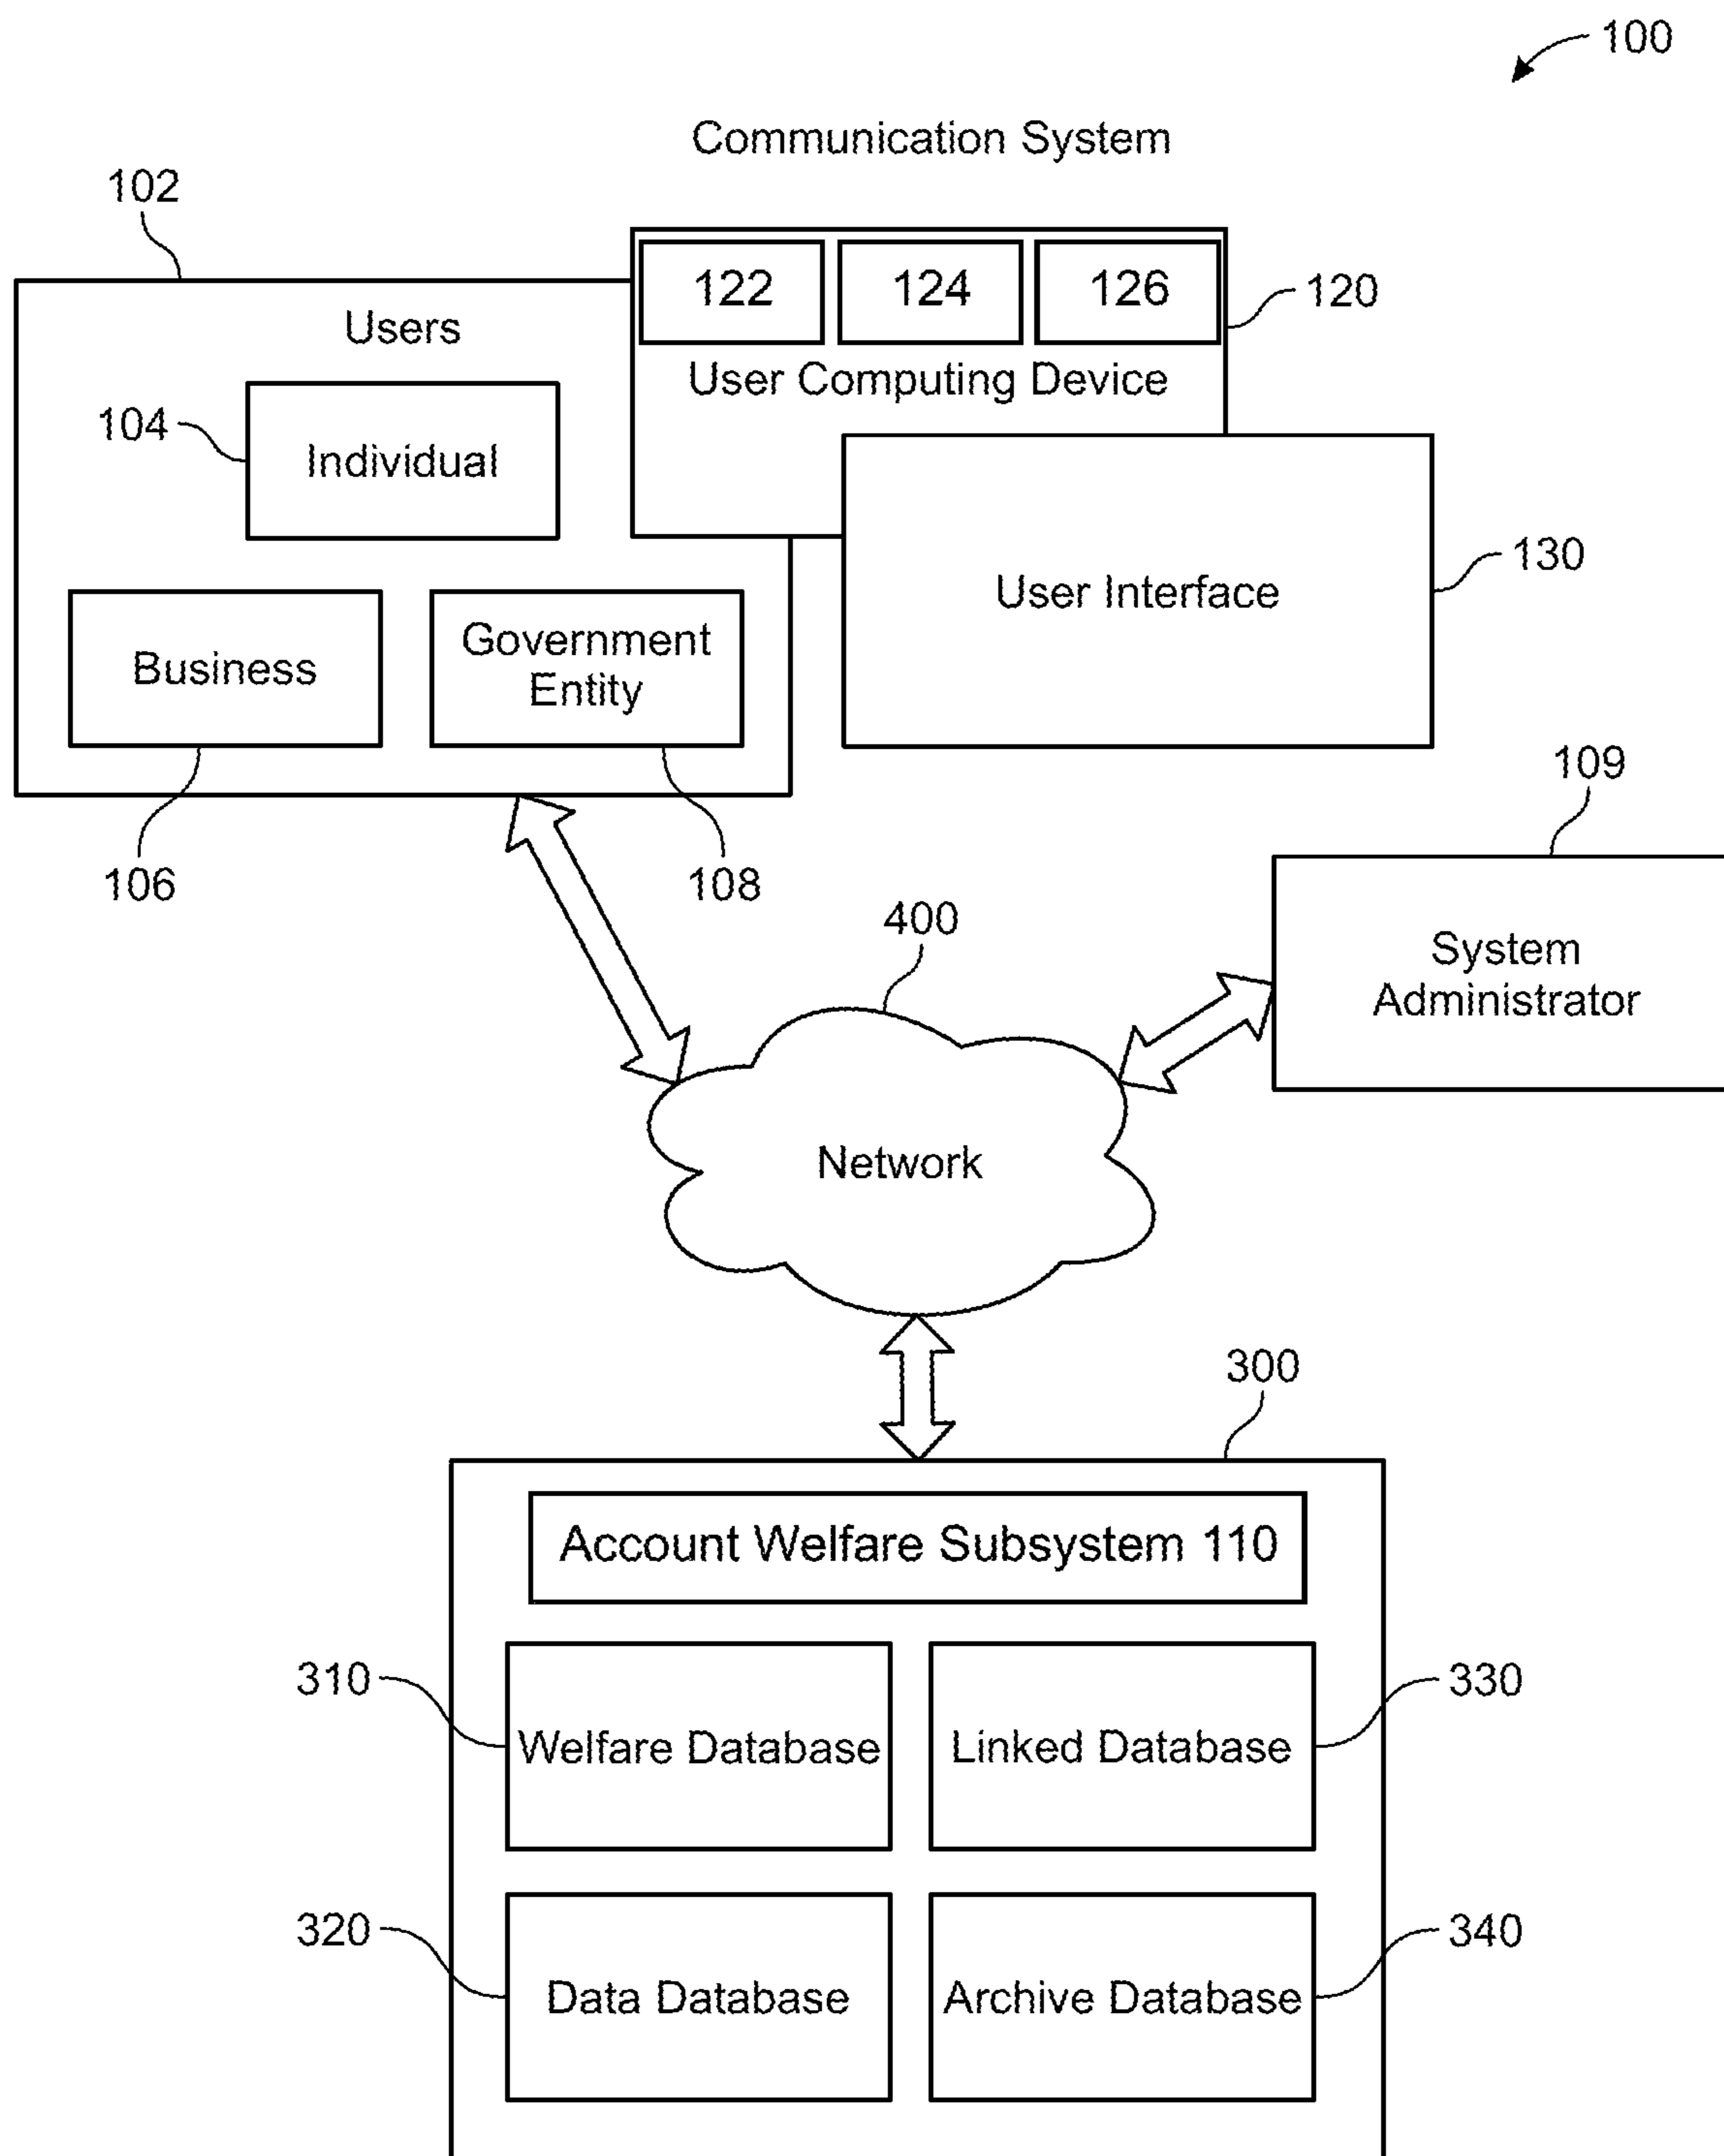 100
Communication System
102
122
124
126
120
Users
User Computing Device
104
Individual
130
User Interface
Business
Government
Entity
109
106
108
400
System
Administrator
Network
300
Account Welfare Subsystem 110
310
330
Welfare Database
Linked Database
320
340
Data Database
Archive Database